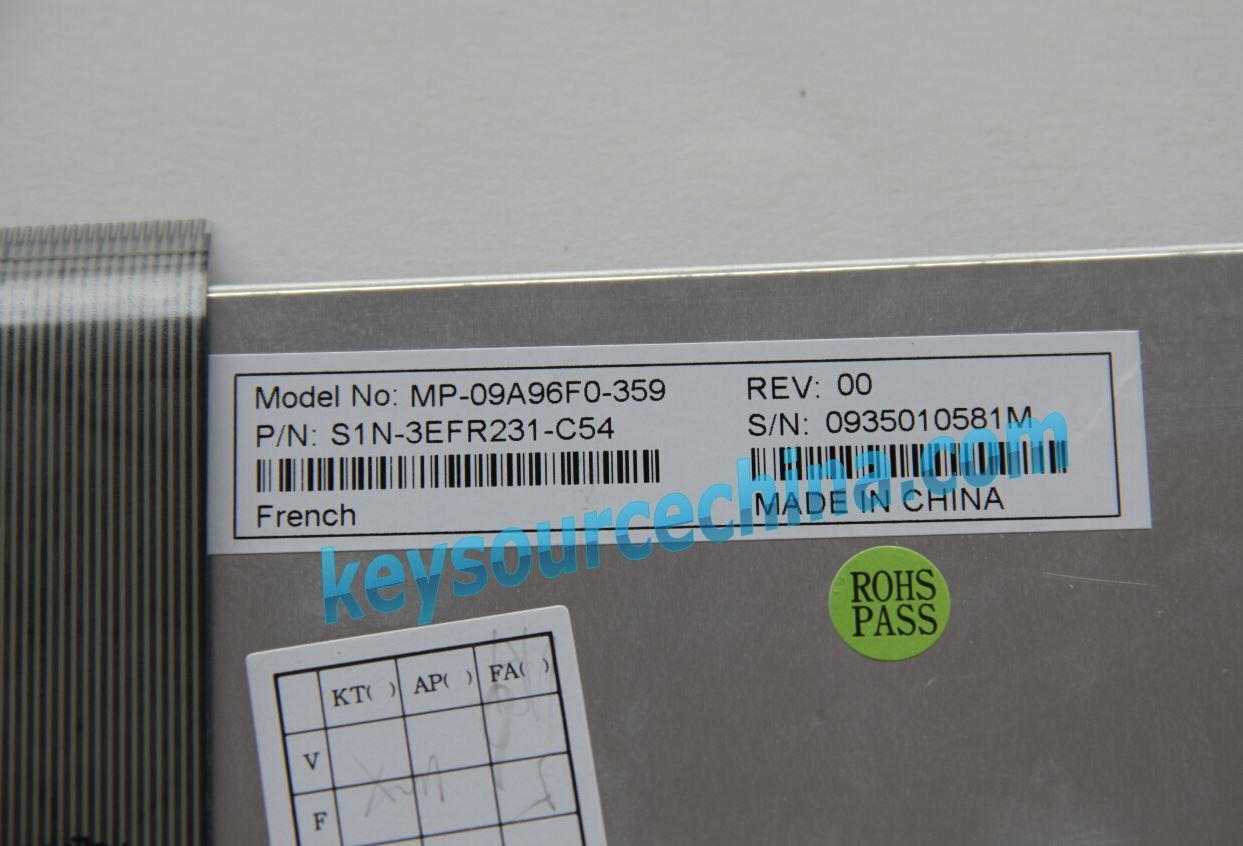 Model No: MP-09A96F0-359
REV: 00
P/N: S1N-3EFR231-C54
S/N: 0935010581M
French
MADE IN CHINA
keysourcechina.com
ROHS
PASS
KT( ) AP( ) FA( )
V
F